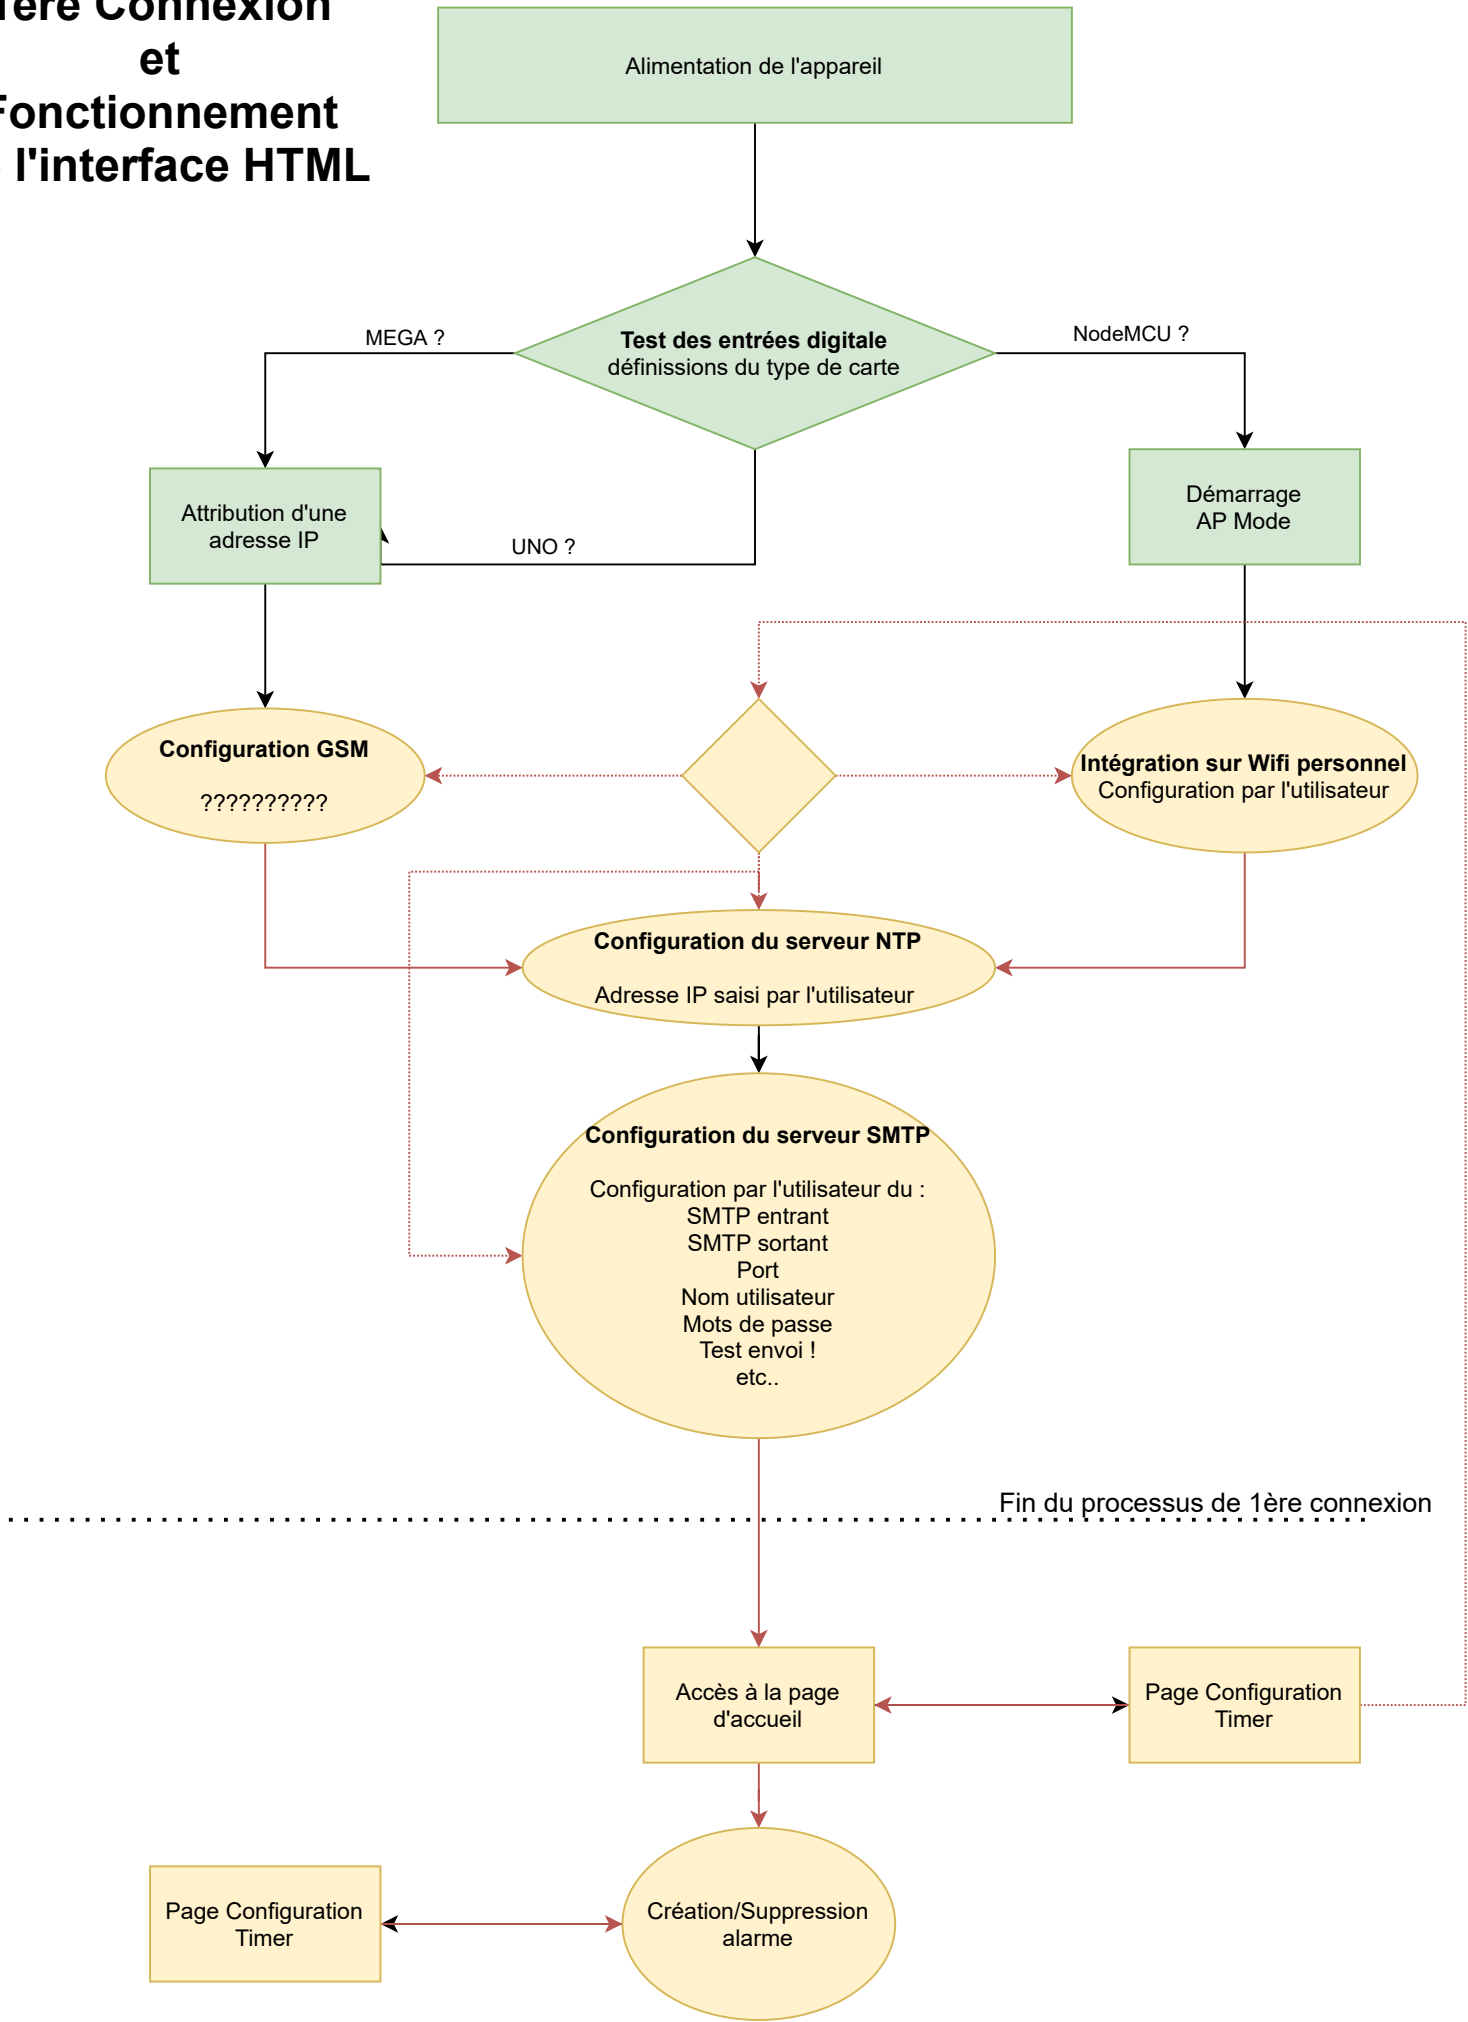 1ère Connexion
et
Fonctionnement
l'interface HTML
Alimentation de l'appareil
Test des entrées digitale
définissions du type de carte
MEGA ?
NodeMCU ?
UNO ?
Attribution d'une
adresse IP
Démarrage
AP Mode
Configuration GSM
??????????
Intégration sur Wifi personnel
Configuration par l'utilisateur
Configuration du serveur NTP
Adresse IP saisi par l'utilisateur
Configuration du serveur SMTP
Configuration par l'utilisateur du :
SMTP entrant
SMTP sortant
Port
Nom utilisateur
Mots de passe
Test envoi !
etc..
Fin du processus de 1ère connexion
Accès à la page
d'accueil
Page Configuration
Timer
Page Configuration
Timer
Création/Suppression
alarme